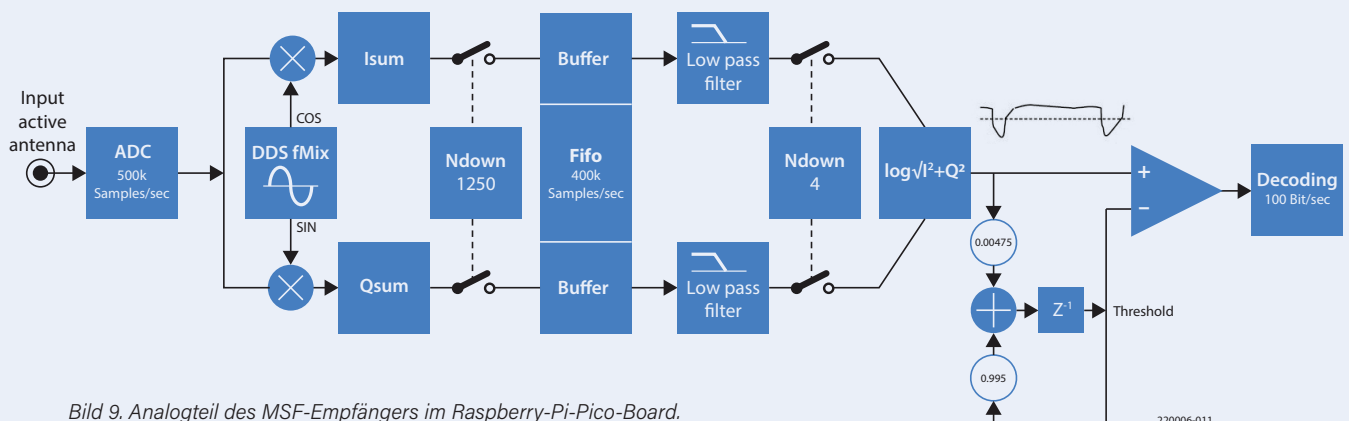 Input
active
antenna
ADC
500k
Samples/sec
COS
DDS fMix
SIN
Isum
Qsum
Ndown
1250
Buffer
Fifo
400k
Samples/sec
Buffer
Low pass
filter
Low pass
filter
Ndown
4
log√I²+Q²
0.00475
Z-1
Threshold
0.995
+
−
Decoding
100 Bit/sec
220006-011
Bild 9. Analogteil des MSF-Empfängers im Raspberry-Pi-Pico-Board.